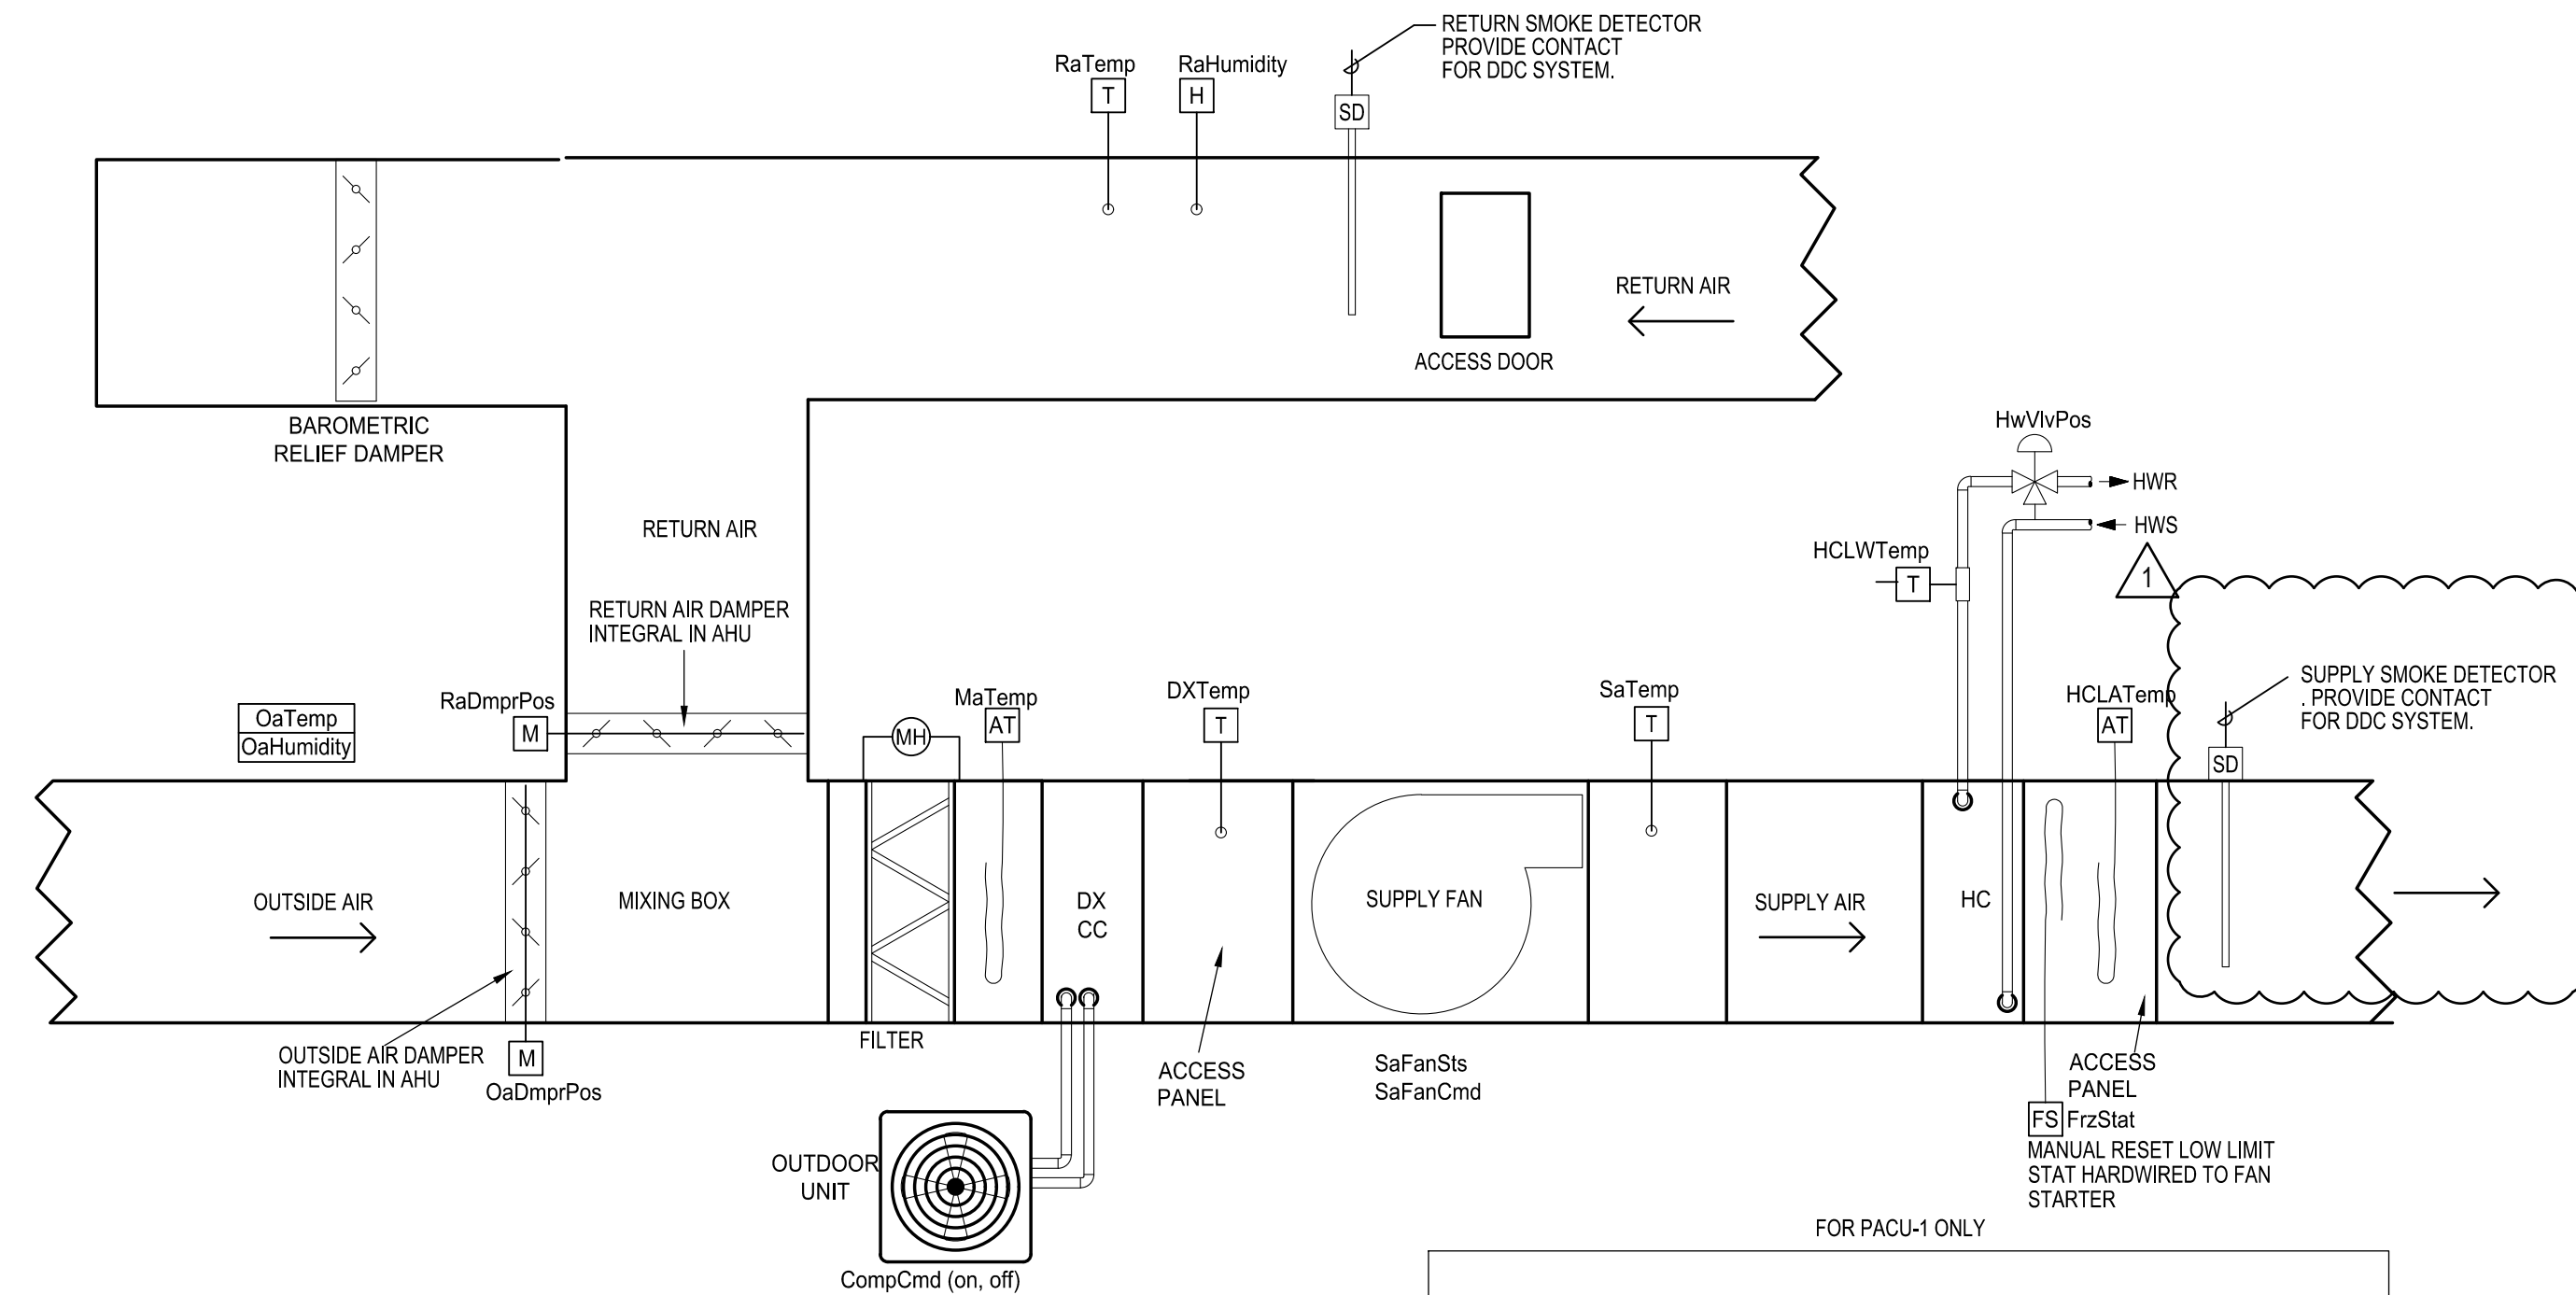 RETURN SMOKE DETECTOR
PROVIDE CONTACT
FOR DDC SYSTEM.
RaTemp
T
RaHumidity
H
SD
RETURN AIR
ACCESS DOOR
BAROMETRIC
RELIEF DAMPER
HwVlvPos
HWR
HWS
RETURN AIR
HCLWTemp
T
1
RETURN AIR DAMPER
INTEGRAL IN AHU
SUPPLY SMOKE DETECTOR
. PROVIDE CONTACT
FOR DDC SYSTEM.
OaTemp
OaHumidity
RaDmprPos
M
MH
MaTemp
AT
DXTemp
T
SaTemp
T
HCLATemp
AT
SD
OUTSIDE AIR
MIXING BOX
DX
CC
SUPPLY FAN
SUPPLY AIR
HC
OUTSIDE AIR DAMPER
INTEGRAL IN AHU
M
OaDmprPos
FILTER
ACCESS
PANEL
SaFanSts
SaFanCmd
ACCESS
PANEL
FS FrzStat
MANUAL RESET LOW LIMIT
STAT HARDWIRED TO FAN
STARTER
OUTDOOR
UNIT
CompCmd (on, off)
FOR PACU-1 ONLY